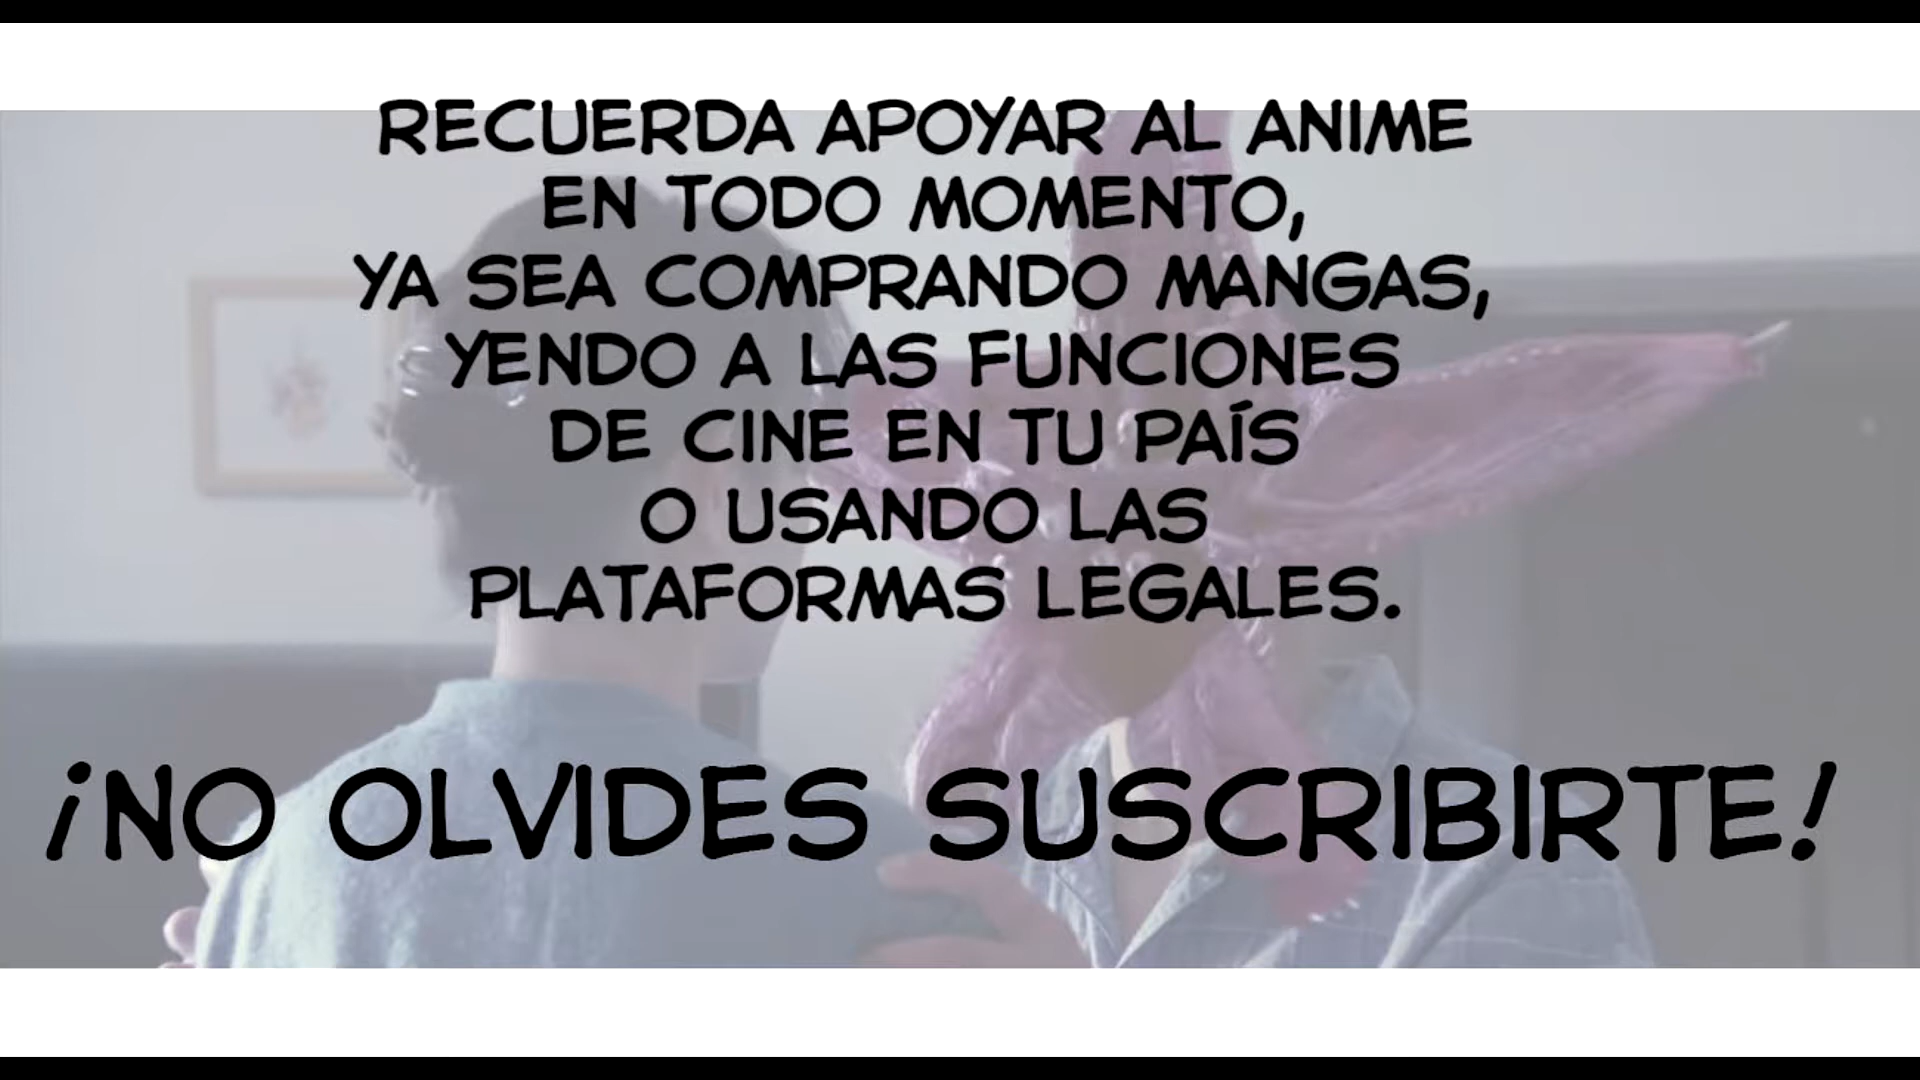 RECUERDA APOYAR AL ANIME
EN TODO MOMENTO,
YA SEA COMPRANDO MANGAS,
YENDO A LAS FUNCIONES
DE CINE EN TU PAÍS
O USANDO LAS
PLATAFORMAS LEGALES.
¡NO OLVIDES SUSCRIBIRTE!